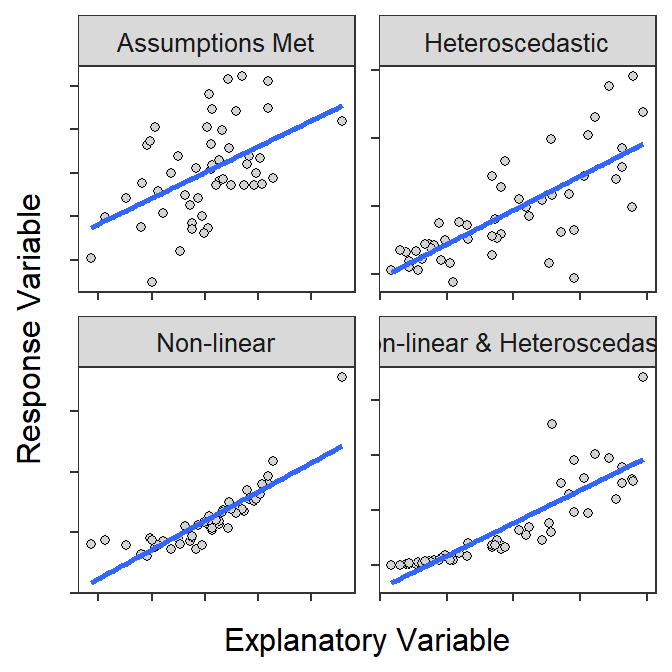 Assumptions Met
Heteroscedastic
Non-linear
n-linear & Heteroscedas
Response Variable
Explanatory Variable